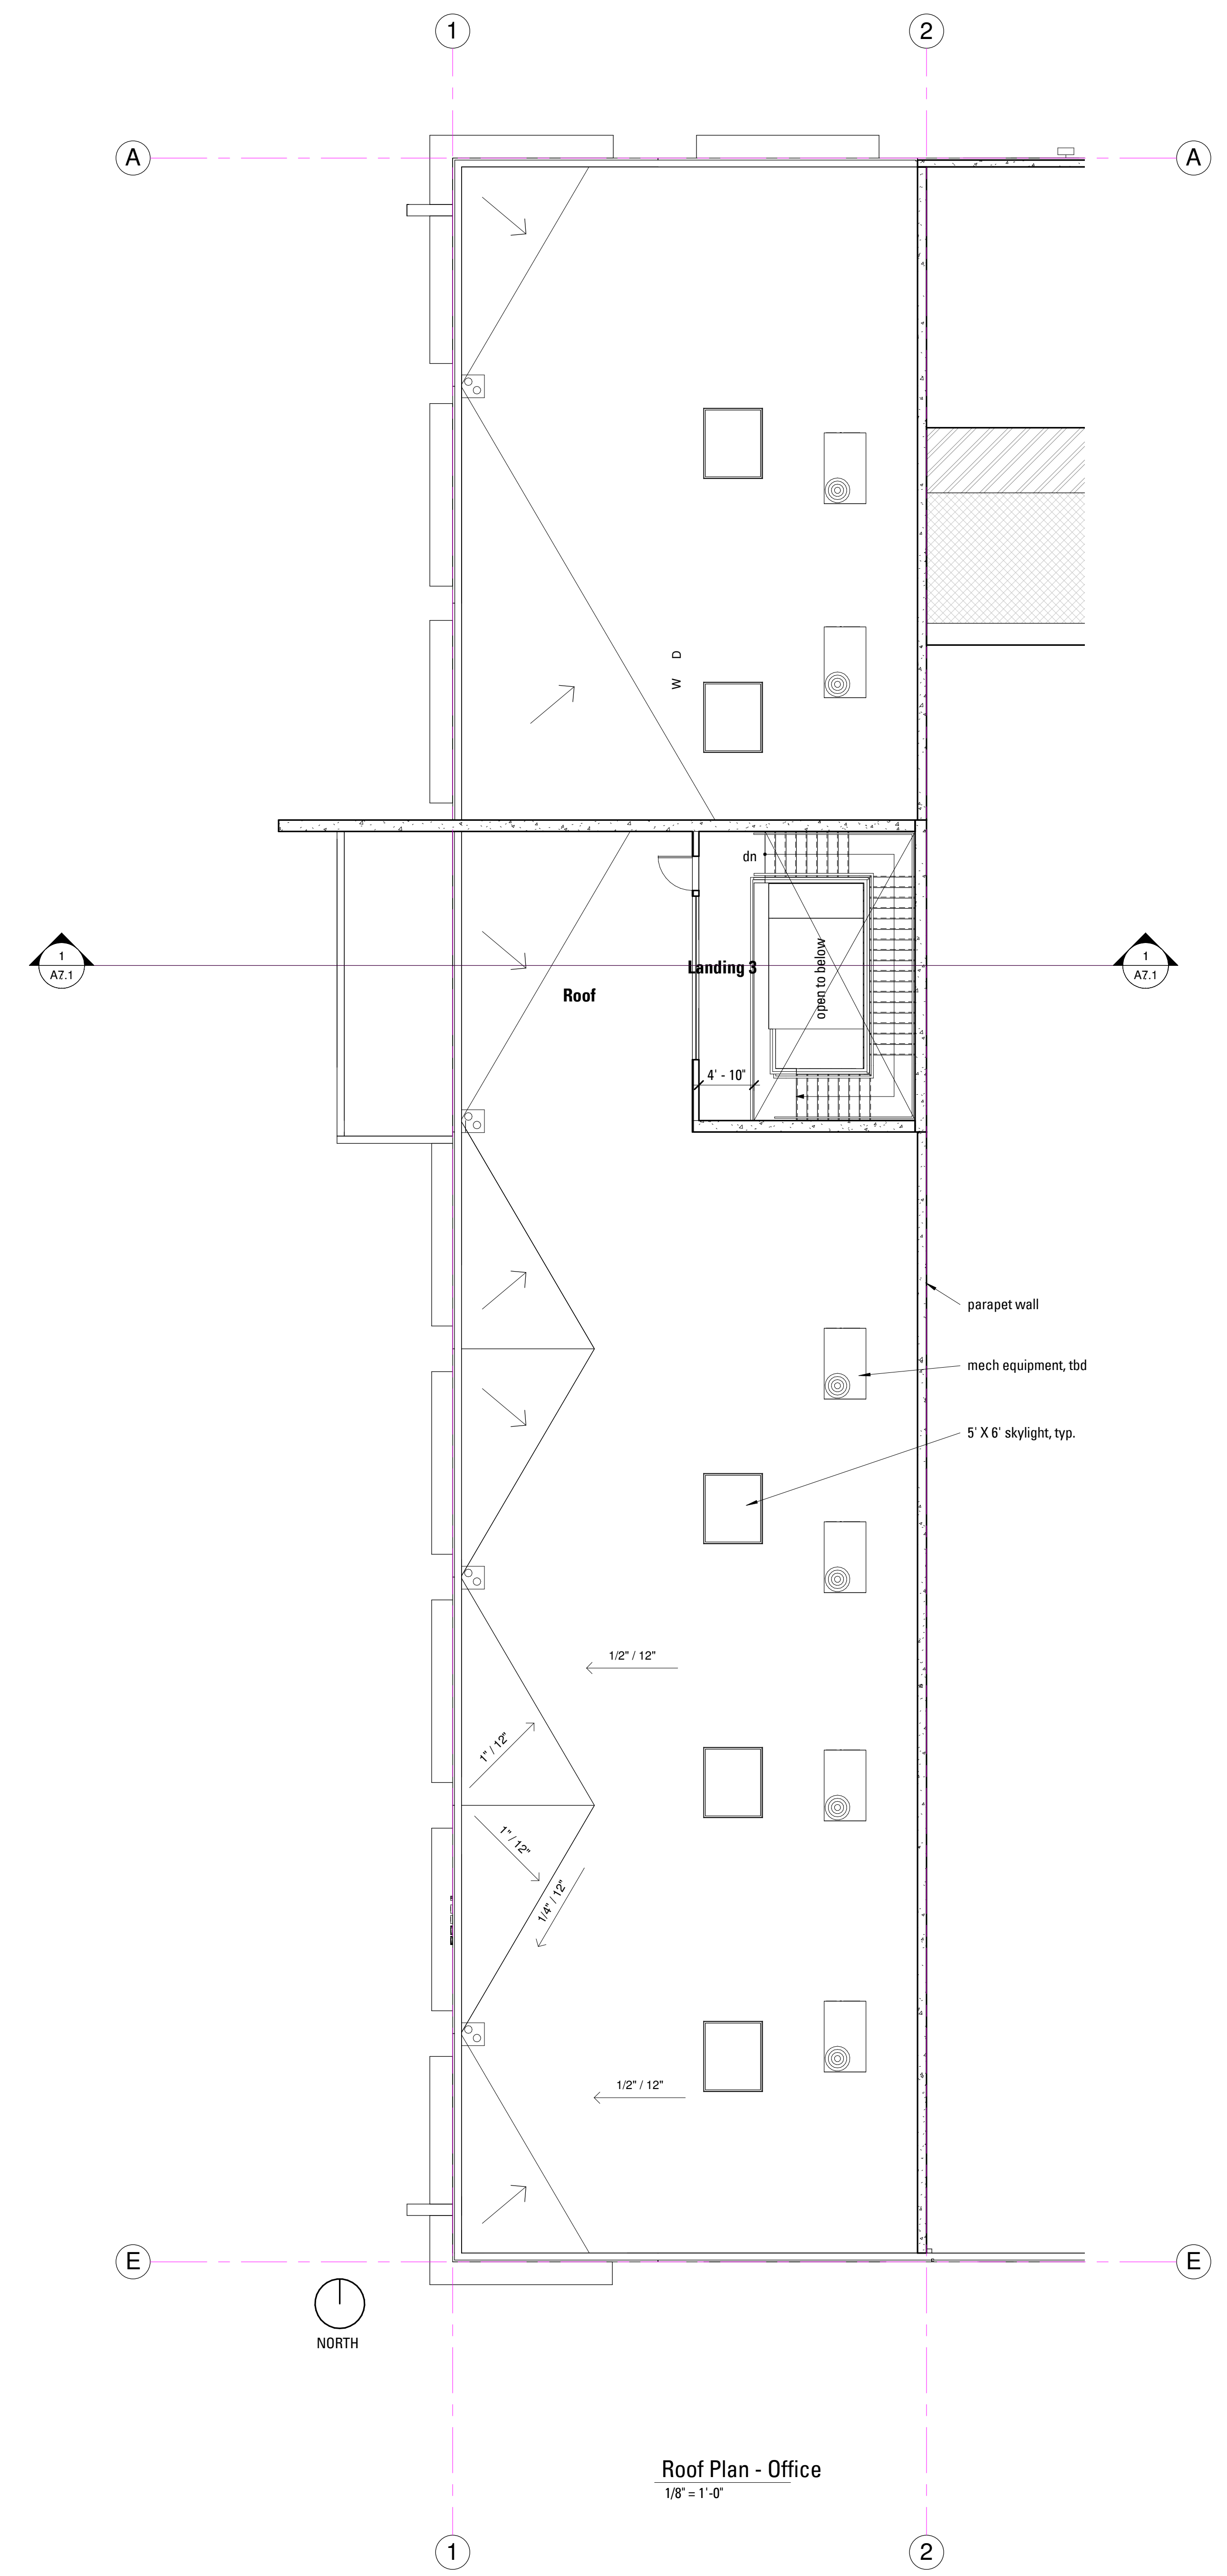 1
2
A
A
D
W
dn
1
A7.1
Landing 3
open to below
1
A7.1
Roof
4' - 10"
parapet wall
mech equipment, tbd
5' X 6' skylight, typ.
1/2" / 12"
1" / 12"
1" / 12"
1/4" / 12"
1/2" / 12"
E
E
NORTH
Roof Plan - Office
1/8" = 1'-0"
1
2